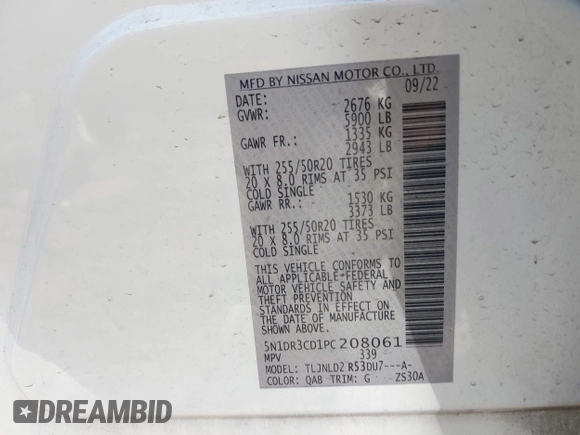 MFD BY NISSAN MOTOR CO., LTD.
DATE: 09/22
GVWR: 2676 KG
5900 LB
GAWR FR.: 1335 KG
2943 LB
WITH 255/50R20 TIRES
20 X 8.0 RIMS AT 35 PSI
COLD SINGLE
GAWR RR.: 1530 KG
3373 LB
WITH 255/50R20 TIRES
20 X 8.0 RIMS AT 35 PSI
COLD SINGLE
THIS VEHICLE CONFORMS TO
ALL APPLICABLE FEDERAL
MOTOR VEHICLE SAFETY AND
THEFT PREVENTION
STANDARDS IN EFFECT ON
THE DATE OF MANUFACTURE
SHOWN ABOVE.
5N1DR3CD1PC208061
MPV 339
MODEL: TLJNLD2 R53DU7---A-
COLOR: QAB TRIM: G ZS30A
DREAMBID